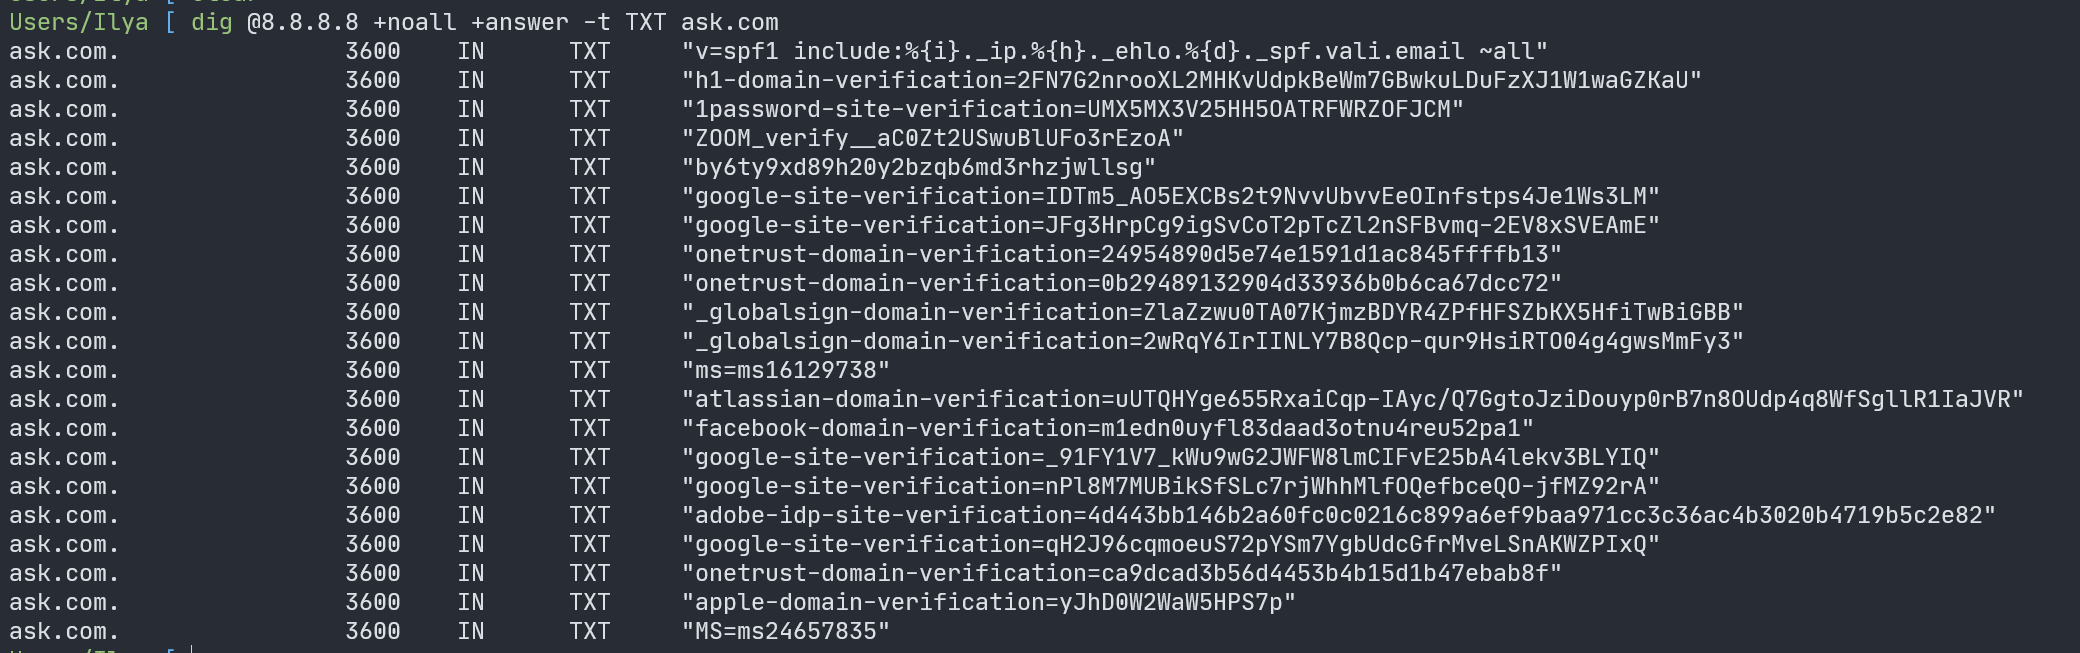 Users/Ilya [ dig @8.8.8.8 +noall +answer -t TXT ask.com
ask.com. 3600 IN TXT "v=spf1 include:%{i}._ip.%{h}._ehlo.%{d}._spf.vali.email ~all"
ask.com. 3600 IN TXT "h1-domain-verification=2FN7G2nrooXL2MHKvUdpkBeWm7GBwkuLDuFzXJ1W1waGZKaU"
ask.com. 3600 IN TXT "1password-site-verification=UMX5MX3V25HH5OATRFWRZOFJCM"
ask.com. 3600 IN TXT "ZOOM_verify__aC0Zt2USwuBlUFo3rEzoA"
ask.com. 3600 IN TXT "by6ty9xd89h20y2bzqb6md3rhzjwllsg"
ask.com. 3600 IN TXT "google-site-verification=IDTm5_AO5EXCBs2t9NvvUbvvEeOInfstps4Je1Ws3LM"
ask.com. 3600 IN TXT "google-site-verification=JFg3HrpCg9igSvCoT2pTcZl2nSFBvmq-2EV8xSVEAmE"
ask.com. 3600 IN TXT "onetrust-domain-verification=24954890d5e74e1591d1ac845ffffb13"
ask.com. 3600 IN TXT "onetrust-domain-verification=0b29489132904d33936b0b6ca67dcc72"
ask.com. 3600 IN TXT "_globalsign-domain-verification=ZlaZzwu0TA07KjmzBDYR4ZPfHFSZbKX5HfiTwBiGBB"
ask.com. 3600 IN TXT "_globalsign-domain-verification=2wRqY6IrIINLY7B8Qcp-qur9HsiRTO04g4gwsMmFy3"
ask.com. 3600 IN TXT "ms=ms16129738"
ask.com. 3600 IN TXT "atlassian-domain-verification=uUTQHYge655RxaiCqp-IAyc/Q7GgtoJziDouyp0rB7n8OUdp4q8WfSgllR1IaJVR"
ask.com. 3600 IN TXT "facebook-domain-verification=m1edn0uyfl83daad3otnu4reu52pa1"
ask.com. 3600 IN TXT "google-site-verification=_91FY1V7_kWu9wG2JWFW8lmCIFvE25bA4lekv3BLYIQ"
ask.com. 3600 IN TXT "google-site-verification=nPl8M7MUBikSfSLc7rjWhhMlfOQefbceQO-jfMZ92rA"
ask.com. 3600 IN TXT "adobe-idp-site-verification=4d443bb146b2a60fc0c0216c899a6ef9baa971cc3c36ac4b3020b4719b5c2e82"
ask.com. 3600 IN TXT "google-site-verification=qH2J96cqmoeuS72pYSm7YgbUdcGfrMveLSnAKWZPIxQ"
ask.com. 3600 IN TXT "onetrust-domain-verification=ca9dcad3b56d4453b4b15d1b47ebab8f"
ask.com. 3600 IN TXT "apple-domain-verification=yJhD0W2WaW5HPS7p"
ask.com. 3600 IN TXT "MS=ms24657835"